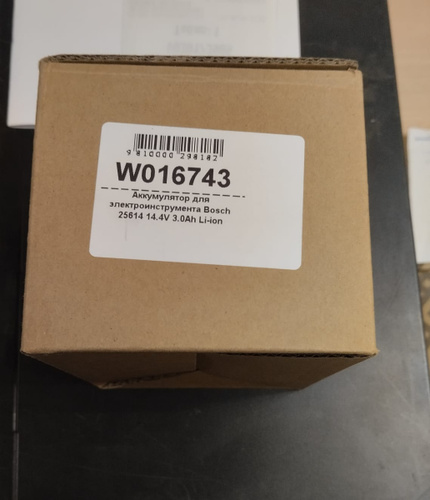 9 810000 298182
W016743
Аккумулятор для
электроинструмента Bosch
25614 14.4V 3.0Ah Li-ion